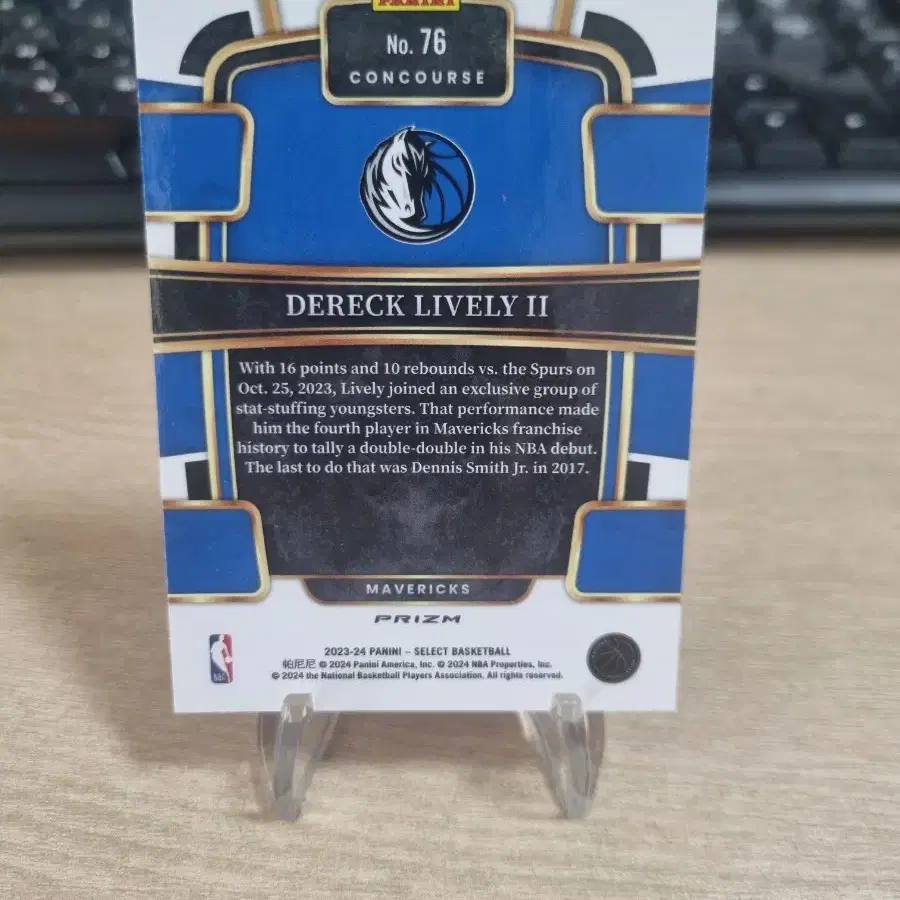 PANINI
No. 76
CONCOURSE
DERECK LIVELY II
With 16 points and 10 rebounds vs. the Spurs on
Oct. 25, 2023, Lively joined an exclusive group of
stat-stuffing youngsters. That performance made
him the fourth player in Mavericks franchise
history to tally a double-double in his NBA debut.
The last to do that was Dennis Smith Jr. in 2017.
MAVERICKS
PRIZM
2023-24 PANINI – SELECT BASKETBALL
帕尼尼 © 2024 Panini America, Inc. © 2024 NBA Properties, Inc.
© 2024 the National Basketball Players Association. All rights reserved.
NBA